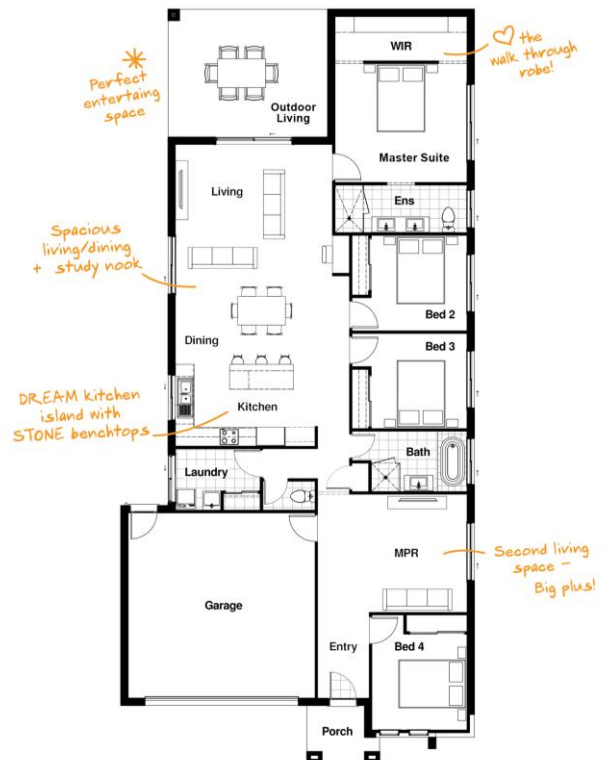 WIR
♡ the
walk through
robe!
Perfect
entertaing
space
Outdoor
Living
Master Suite
Living
Ens
Spacious
living/dining
+ study nook
Bed 2
Dining
Bed 3
DREAM kitchen
island with
STONE benchtops
Kitchen
Laundry
Bath
MPR
Second living
space –
Big plus!
Garage
Entry
Bed 4
Porch